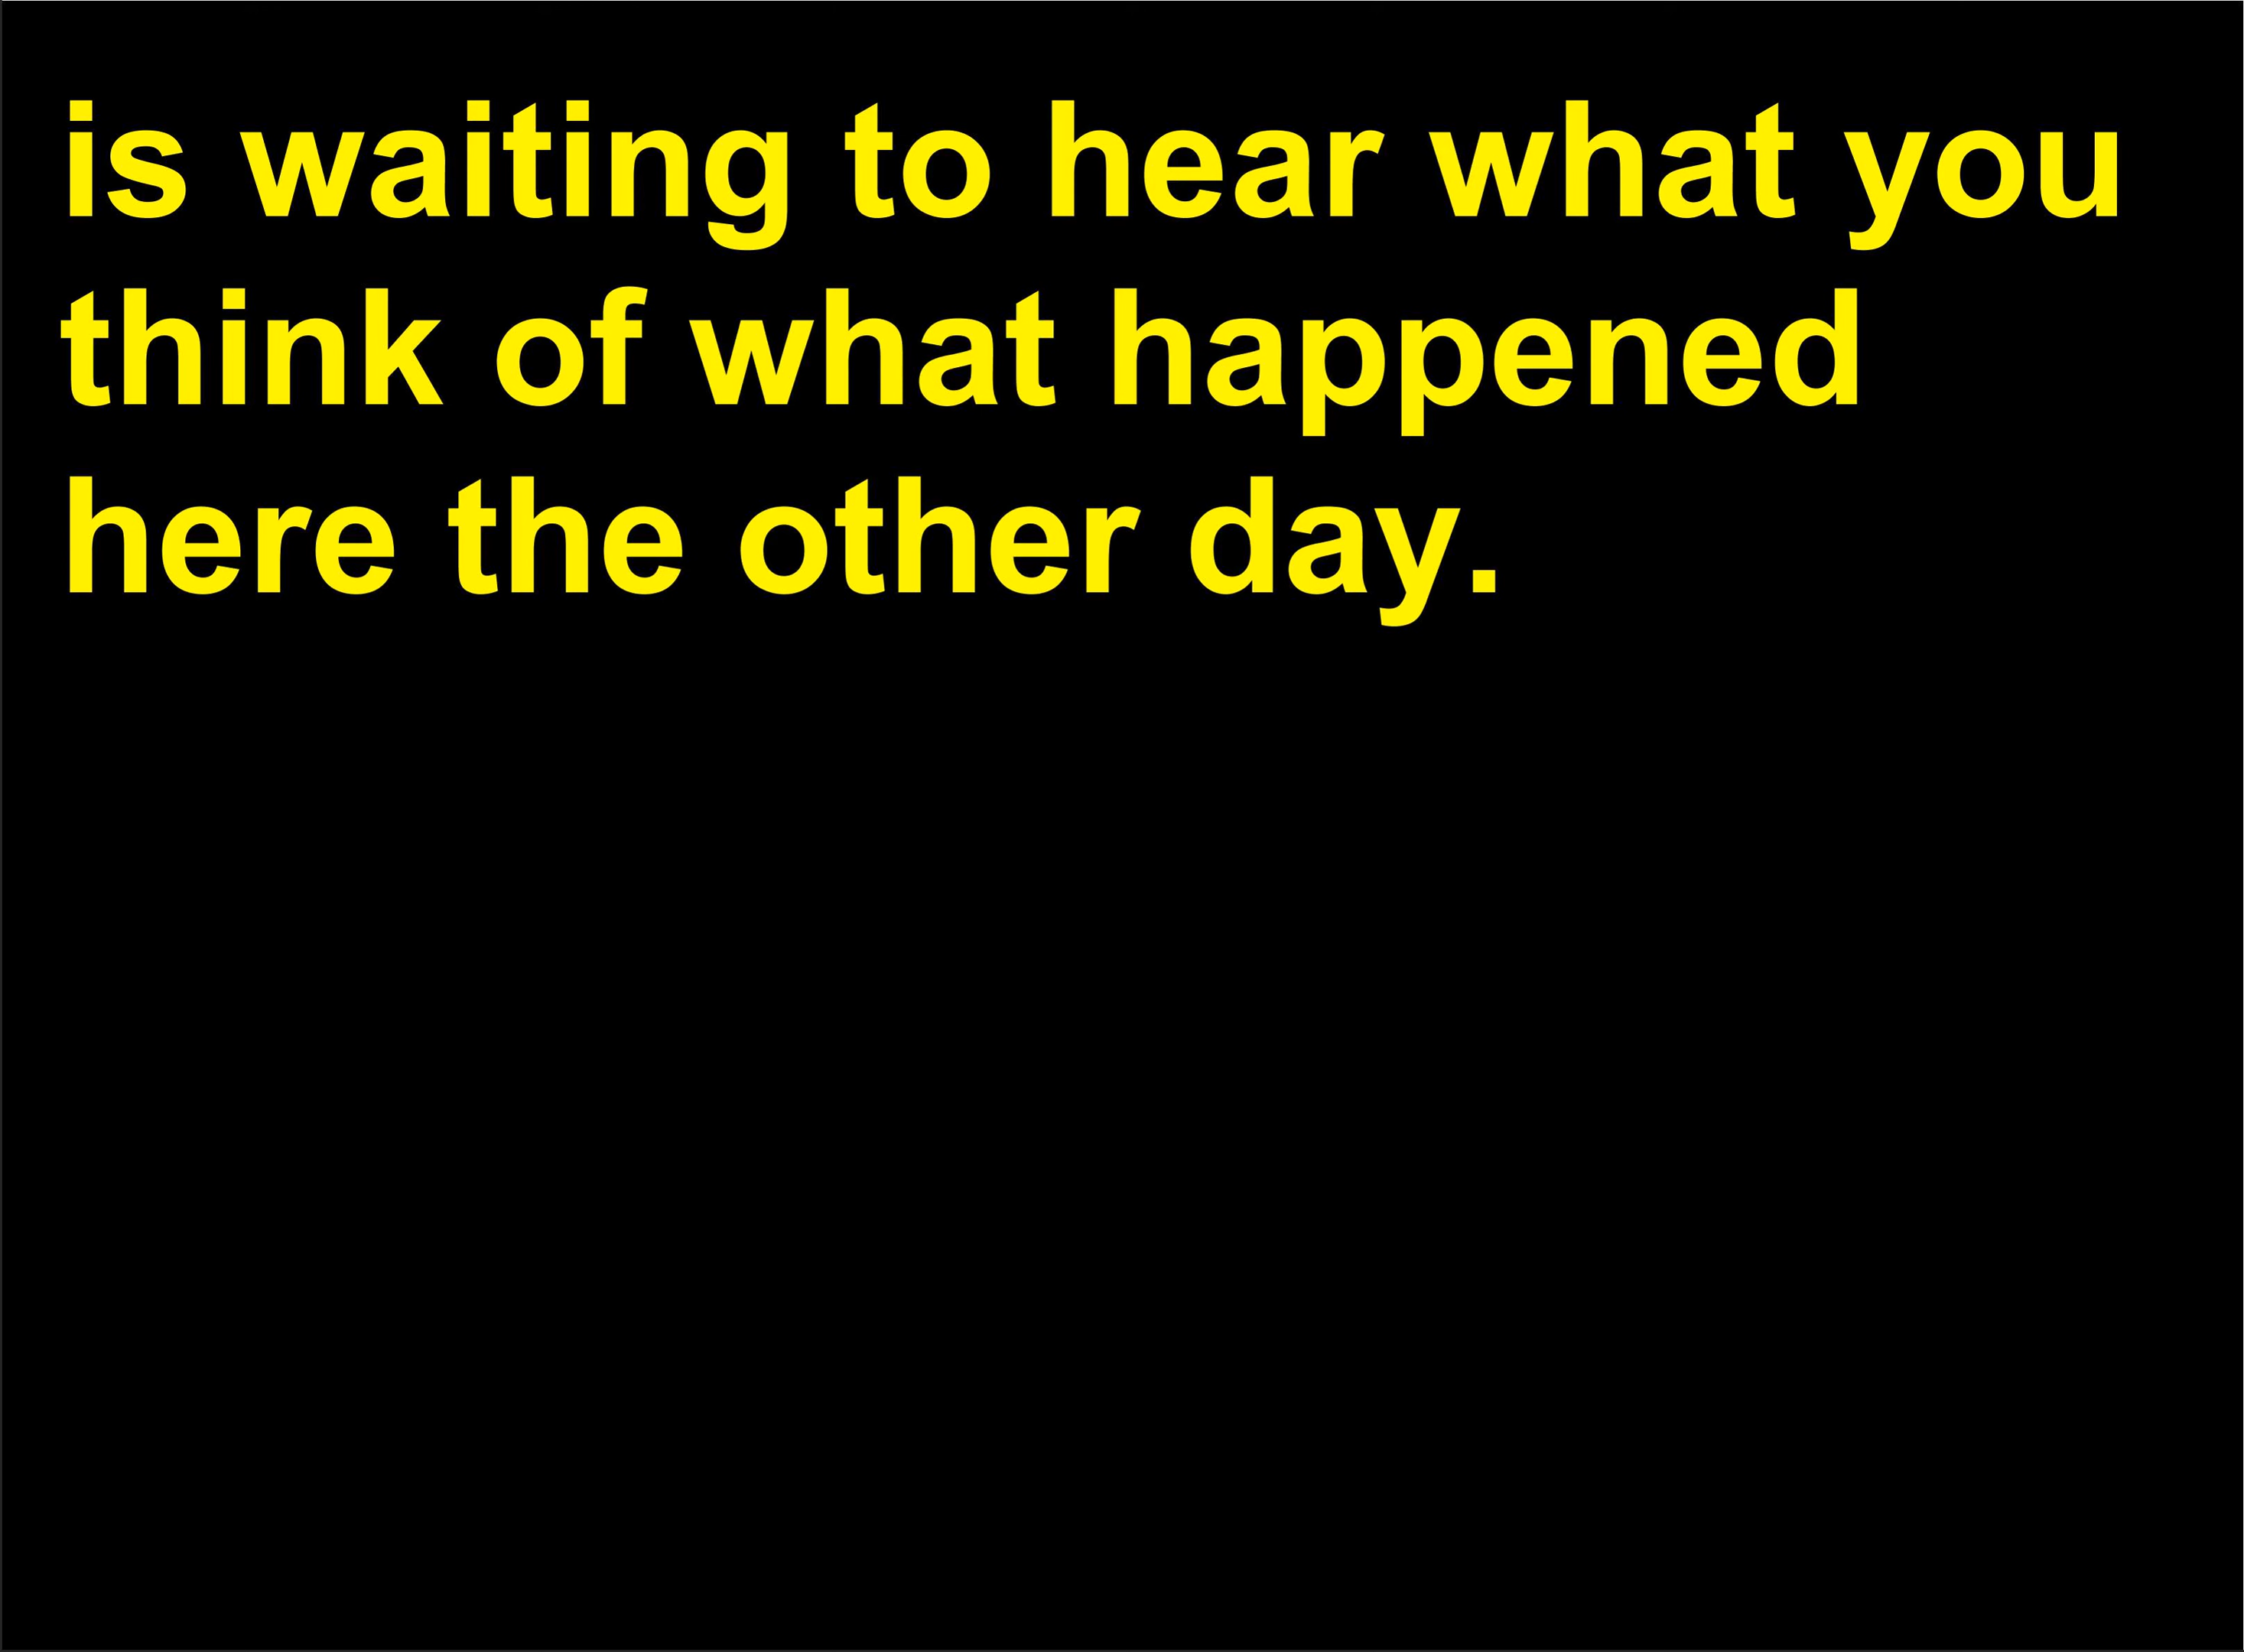 is waiting to hear what you
think of what happened
here the other day.